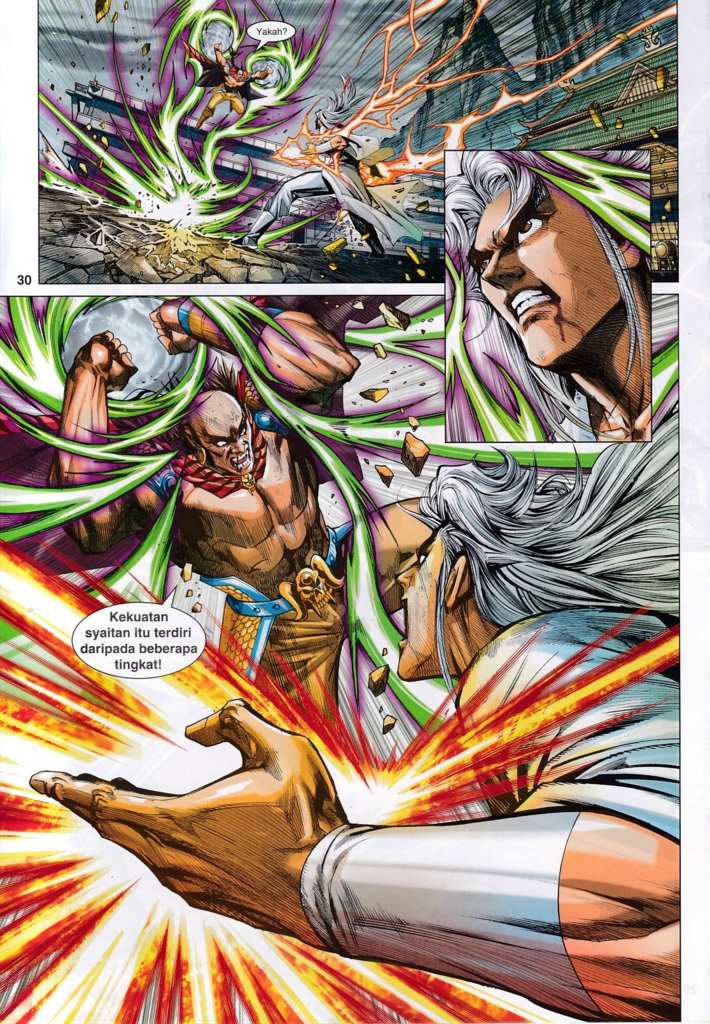 Yakah?
30
Kekuatan
syaitan itu terdiri
daripada beberapa
tingkat!